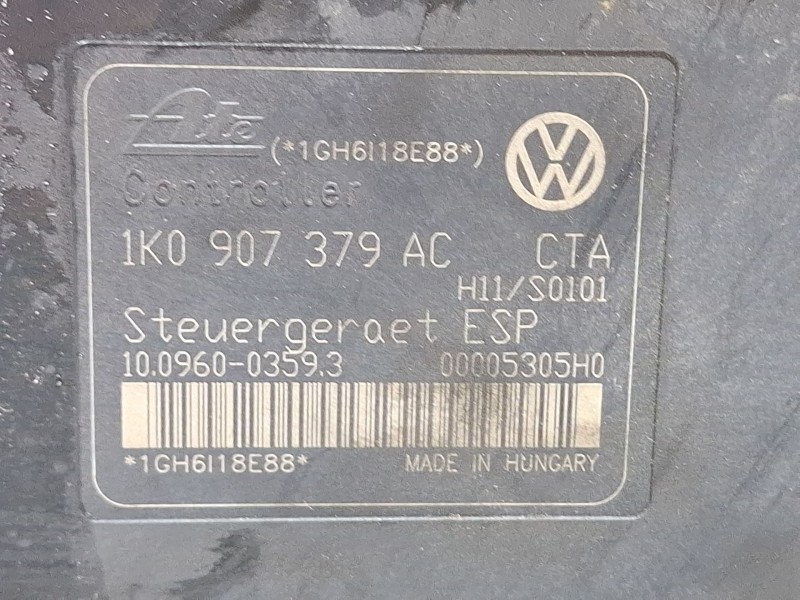 Ate
(*1GH6I18E88*)
Controller
1K0 907 379 AC CTA
H11/S0101
Steuergeraet ESP
10.0960-0359.3 00005305H0
*1GH6I18E88* MADE IN HUNGARY